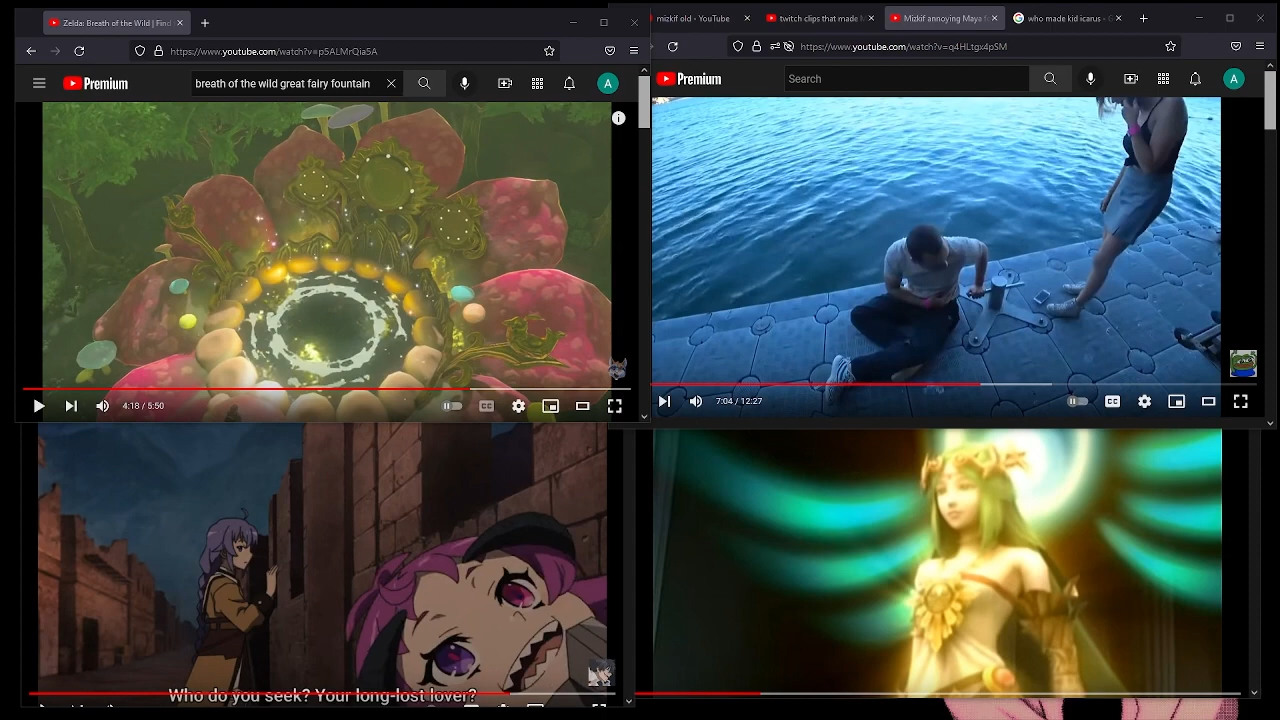 Zelda: Breath of the Wild | Find
https://www.youtube.com/watch?v=p5ALMrQia5A
Premium
breath of the wild great fairy fountain
A
4:18 / 5:50
CC
mizkif old - YouTube
twitch clips that made M
Mizkif annoying Maya f
who made kid icarus - G
https://www.youtube.com/watch?v=q4HLtgx4pSM
Premium
Search
A
7:04 / 12:27
CC
Who do you seek? Your long-lost lover?